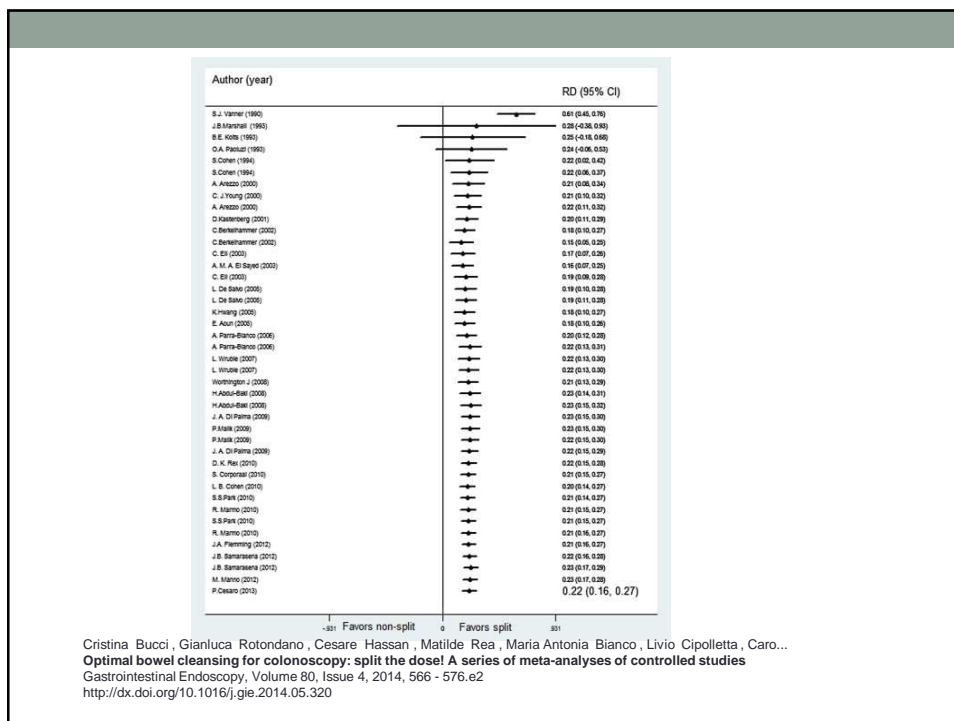 Author (year)
RD (95% CI)
S.J. Vanner (1990) 0.61 (0.45, 0.76)
J.B.Marshall (1993) 0.28 (-0.38, 0.93)
B.E. Kolts (1993) 0.25 (-0.18, 0.68)
O.A. Paoluzi (1993) 0.24 (-0.06, 0.53)
S.Cohen (1994) 0.22 (0.02, 0.42)
S.Cohen (1994) 0.22 (0.06, 0.37)
A. Arezzo (2000) 0.21 (0.08, 0.34)
C. J.Young (2000) 0.21 (0.10, 0.32)
A. Arezzo (2000) 0.22 (0.11, 0.32)
D.Kastenberg (2001) 0.20 (0.11, 0.29)
C.Berkelhammer (2002) 0.18 (0.10, 0.27)
C.Berkelhammer (2002) 0.15 (0.05, 0.25)
C. Ell (2003) 0.17 (0.07, 0.26)
A. M. A. El Sayed (2003) 0.16 (0.07, 0.25)
C. Ell (2003) 0.19 (0.09, 0.28)
L. De Salvo (2006) 0.19 (0.10, 0.28)
L. De Salvo (2006) 0.19 (0.11, 0.28)
K.Hwang (2005) 0.18 (0.10, 0.27)
E. Aoun (2005) 0.18 (0.10, 0.26)
A. Parra-Blanco (2006) 0.20 (0.12, 0.28)
A. Parra-Blanco (2006) 0.22 (0.13, 0.31)
L. Wruble (2007) 0.22 (0.13, 0.30)
L. Wruble (2007) 0.22 (0.13, 0.30)
Worthington J (2008) 0.21 (0.13, 0.29)
H.Abdul-Baki (2008) 0.23 (0.14, 0.31)
H.Abdul-Baki (2008) 0.23 (0.15, 0.32)
J. A. Di Palma (2009) 0.23 (0.15, 0.30)
P.Malik (2009) 0.23 (0.15, 0.30)
P.Malik (2009) 0.22 (0.15, 0.30)
J. A. Di Palma (2009) 0.22 (0.15, 0.29)
D. K. Rex (2010) 0.22 (0.15, 0.28)
S. Corporaal (2010) 0.21 (0.15, 0.27)
L. B. Cohen (2010) 0.20 (0.14, 0.27)
S.S.Park (2010) 0.21 (0.14, 0.27)
R. Marmo (2010) 0.21 (0.15, 0.27)
S.S.Park (2010) 0.21 (0.15, 0.27)
R. Marmo (2010) 0.21 (0.16, 0.27)
J.A. Flemming (2012) 0.21 (0.16, 0.27)
J.B. Samarasena (2012) 0.22 (0.16, 0.28)
J.B. Samarasena (2012) 0.23 (0.17, 0.29)
M. Manno (2012) 0.23 (0.17, 0.28)
P.Cesaro (2013) 0.22 (0.16, 0.27)
-.931 Favors non-split 0 Favors split .931
Cristina Bucci , Gianluca Rotondano , Cesare Hassan , Matilde Rea , Maria Antonia Bianco , Livio Cipolletta , Caro...
Optimal bowel cleansing for colonoscopy: split the dose! A series of meta-analyses of controlled studies
Gastrointestinal Endoscopy, Volume 80, Issue 4, 2014, 566 - 576.e2
http://dx.doi.org/10.1016/j.gie.2014.05.320